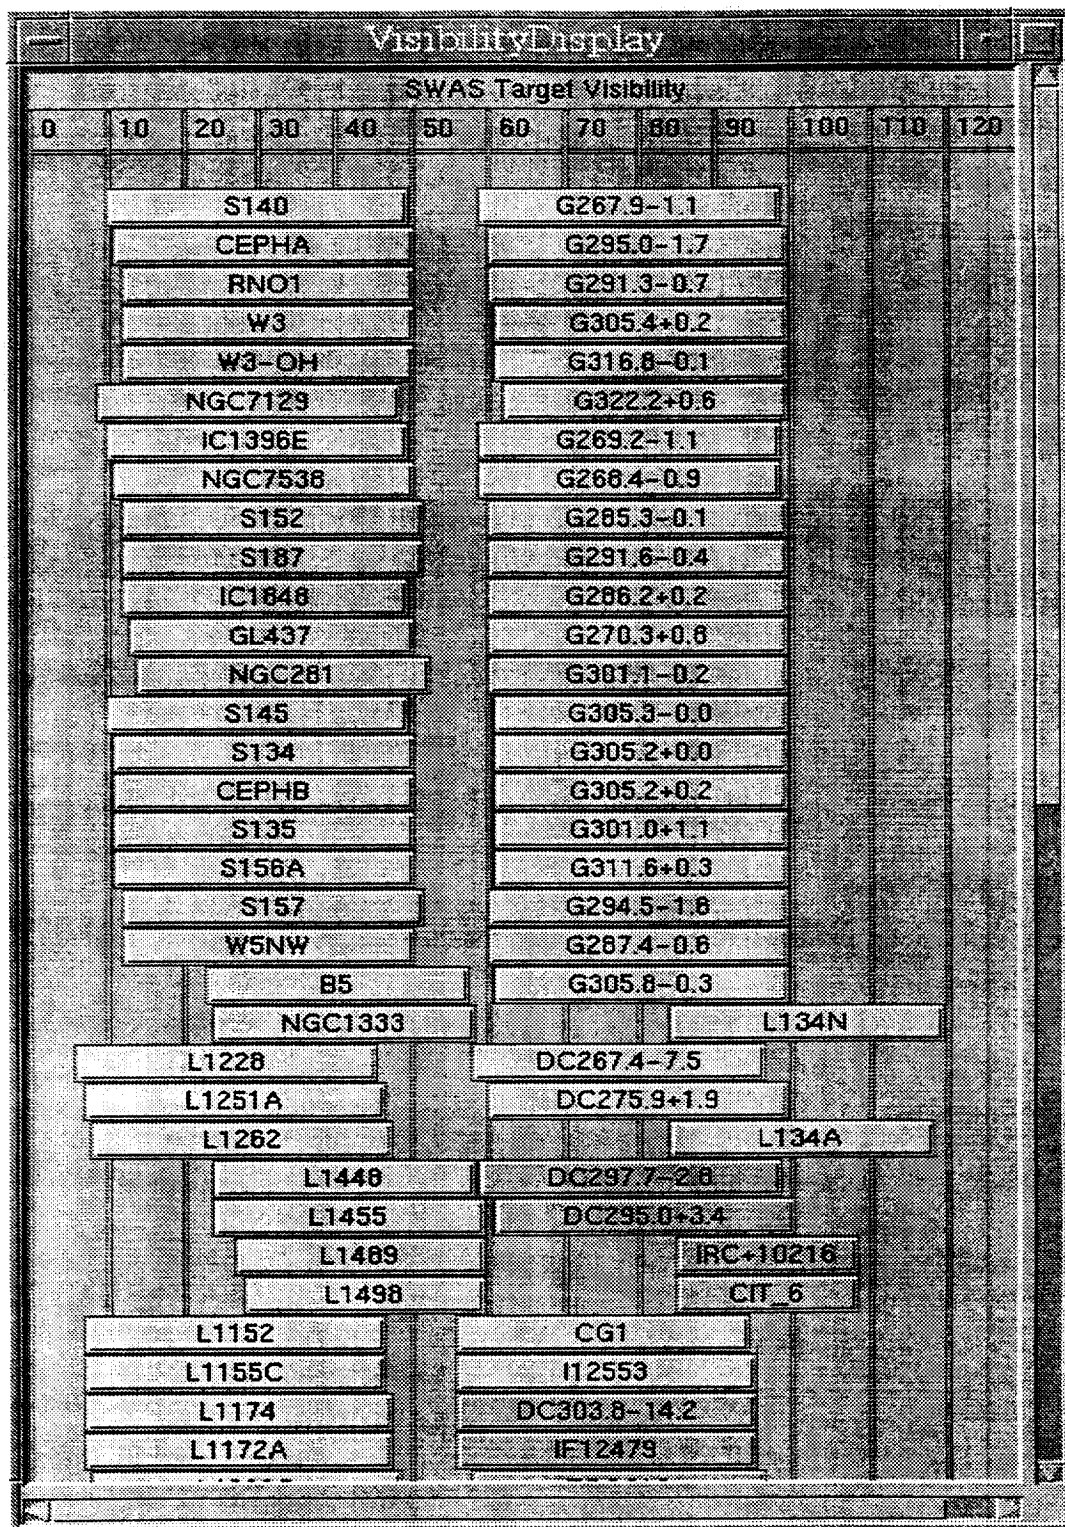 VisibilityDisplay
SWAS Target Visibility
0 10 20 30 40 50 60 70 80 90 100 110 120
S140 G267.9-1.1
CEPHA G295.0-1.7
RNO1 G291.3-0.7
W3 G305.4+0.2
W3-OH G316.8-0.1
NGC7129 G322.2+0.6
IC1396E G269.2-1.1
NGC7538 G268.4-0.9
S152 G285.3-0.1
S187 G291.6-0.4
IC1848 G286.2+0.2
GL437 G270.3+0.8
NGC281 G301.1-0.2
S145 G305.3-0.0
S134 G305.2+0.0
CEPHB G305.2+0.2
S135 G301.0+1.1
S156A G311.6+0.3
S157 G294.5-1.6
W5NW G287.4-0.6
B5 G305.8-0.3
NGC1333 L134N
L1228 DC267.4-7.5
L1251A DC275.9+1.9
L1262 L134A
L1448 DC297.7-2.8
L1455 DC295.0+3.4
L1489 IRC+10216
L1498 CIT_6
L1152 CG1
L1155C I12553
L1174 DC303.8-14.2
L1172A IF12479